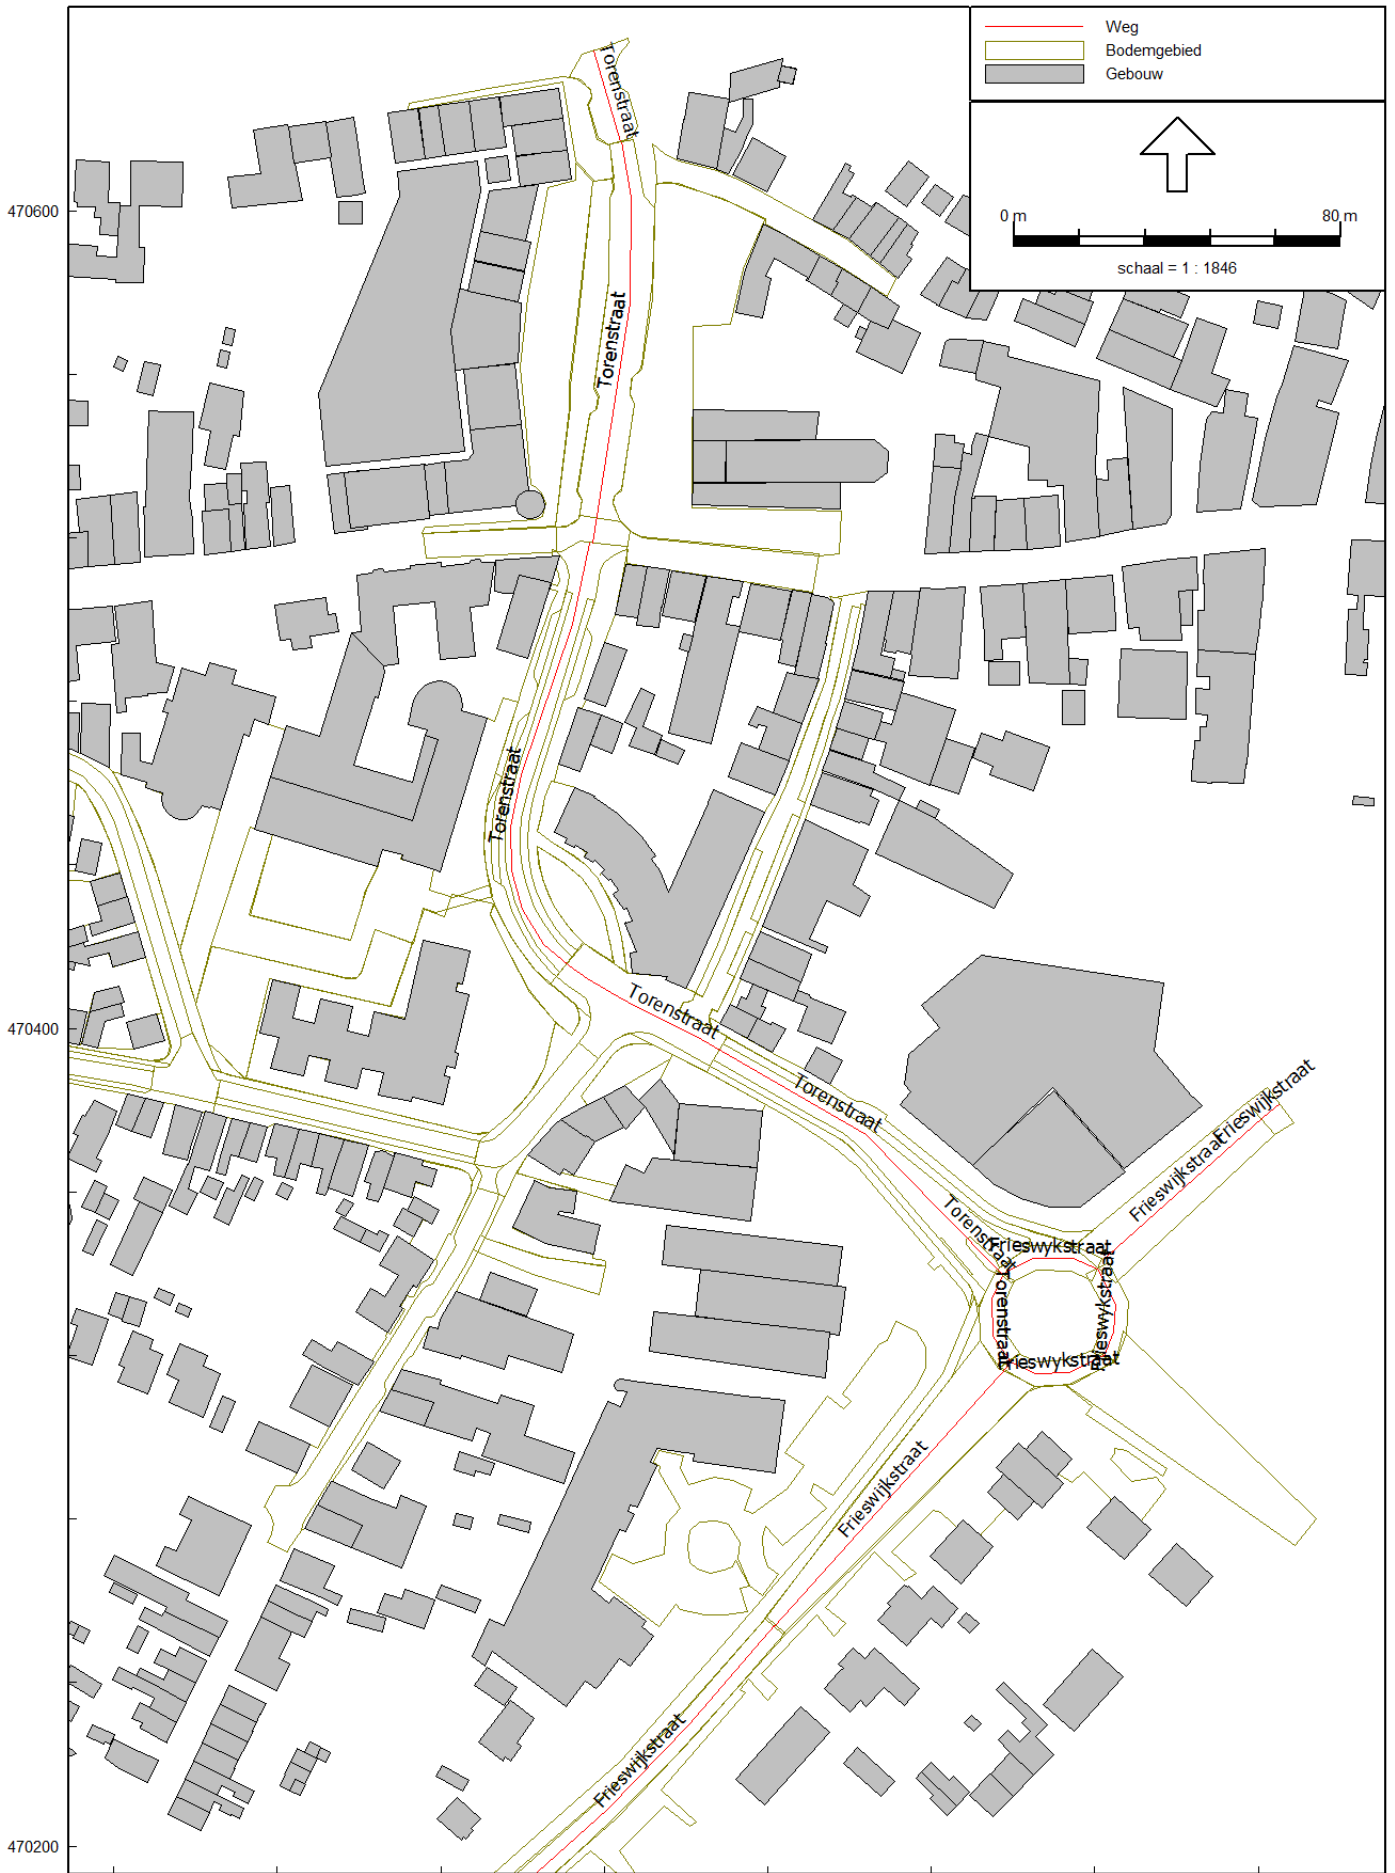 Weg
Bodemgebied
Gebouw
0 m
80 m
schaal = 1 : 1846
470600
470400
470200
Torenstraat
Torenstraat
Torenstraat
Torenstraat
Torenstraat
Torenstraat
Frieswijkstraat
Frieswijkstraat
Frieswykstraat
Torenstraat
Frieswykstraat
Frieswykstraat
Frieswijkstraat
Frieswijkstraat